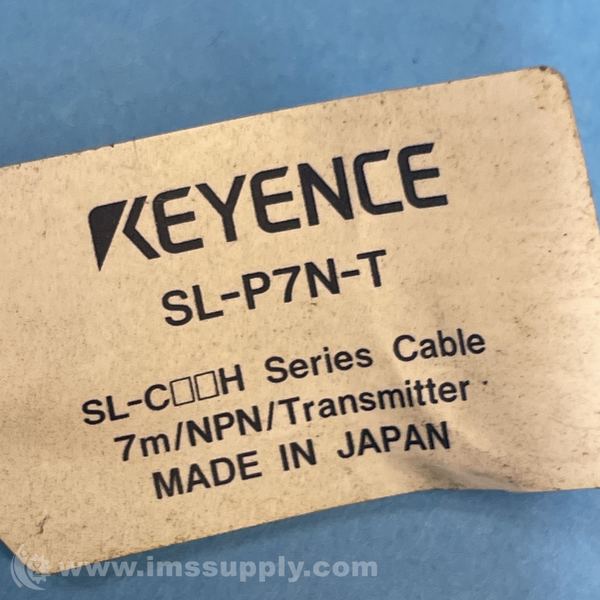 KEYENCE
SL-P7N-T
SL-C□□H Series Cable
7m/NPN/Transmitter
MADE IN JAPAN
www.imssupply.com